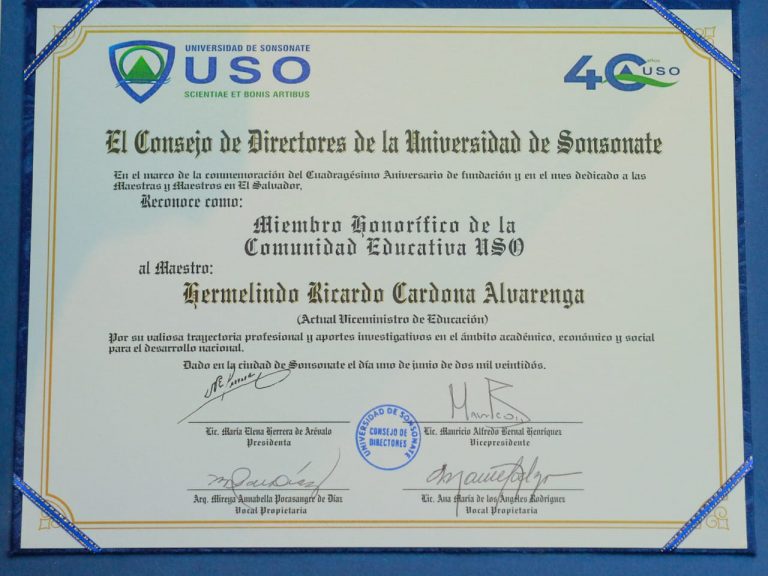 UNIVERSIDAD DE SONSONATE
USO
SCIENTIAE ET BONIS ARTIBUS
40 años USO
El Consejo de Directores de la Universidad de Sonsonate
En el marco de la conmemoración del Cuadragésimo Aniversario de fundación y en el mes dedicado a las
Maestras y Maestros en El Salvador,
Reconoce como:
Miembro Honorífico de la
Comunidad Educativa USO
al Maestro:
Hermelindo Ricardo Cardona Alvarenga
(Actual Viceministro de Educación)
Por su valiosa trayectoria profesional y aportes investigativos en el ámbito académico, económico y social
para el desarrollo nacional.
Dado en la ciudad de Sonsonate el día uno de junio de dos mil veintidós.
Lic. María Elena Herrera de Arévalo
Presidenta
Lic. Mauricio Alfredo Bernal Henríquez
Vicepresidente
UNIVERSIDAD DE SONSONATE
CONSEJO DE
DIRECTORES
Arq. Mireya Annabella Pocasangre de Díaz
Vocal Propietaria
Lic. Ana María de los Angeles Rodríguez
Vocal Propietaria